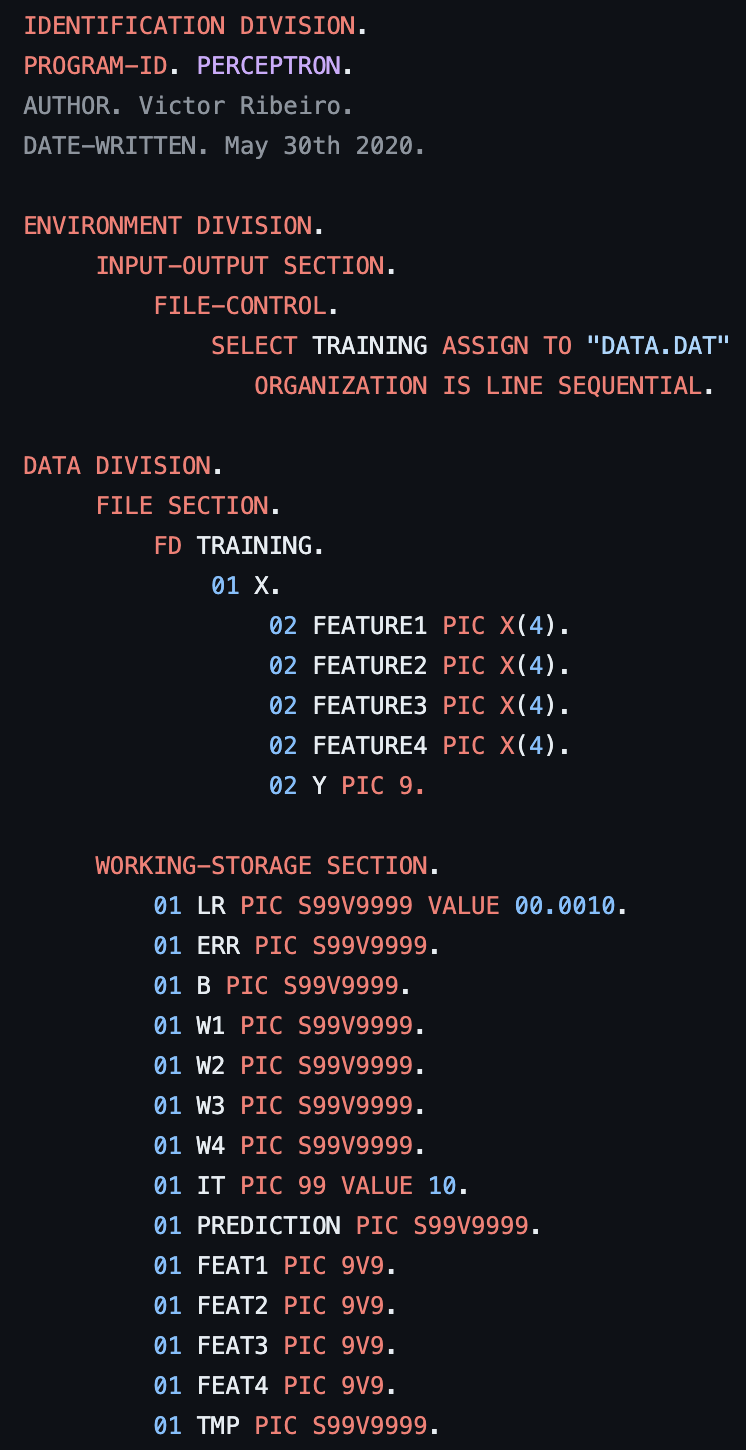 IDENTIFICATION DIVISION.
PROGRAM-ID. PERCEPTRON.
AUTHOR. Victor Ribeiro.
DATE-WRITTEN. May 30th 2020.
ENVIRONMENT DIVISION.
INPUT-OUTPUT SECTION.
FILE-CONTROL.
SELECT TRAINING ASSIGN TO "DATA.DAT"
ORGANIZATION IS LINE SEQUENTIAL.
DATA DIVISION.
FILE SECTION.
FD TRAINING.
01 X.
02 FEATURE1 PIC X(4).
02 FEATURE2 PIC X(4).
02 FEATURE3 PIC X(4).
02 FEATURE4 PIC X(4).
02 Y PIC 9.
WORKING-STORAGE SECTION.
01 LR PIC S99V9999 VALUE 00.0010.
01 ERR PIC S99V9999.
01 B PIC S99V9999.
01 W1 PIC S99V9999.
01 W2 PIC S99V9999.
01 W3 PIC S99V9999.
01 W4 PIC S99V9999.
01 IT PIC 99 VALUE 10.
01 PREDICTION PIC S99V9999.
01 FEAT1 PIC 9V9.
01 FEAT2 PIC 9V9.
01 FEAT3 PIC 9V9.
01 FEAT4 PIC 9V9.
01 TMP PIC S99V9999.